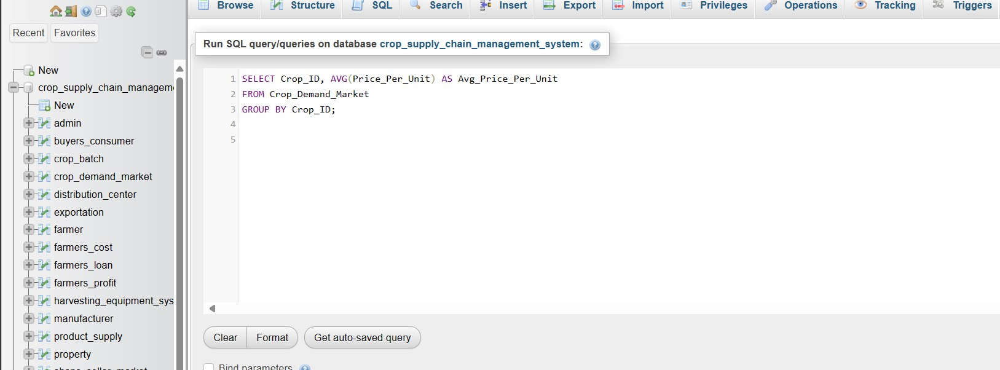 Recent Favorites
New
crop_supply_chain_managem
New
admin
buyers_consumer
crop_batch
crop_demand_market
distribution_center
exportation
farmer
farmers_cost
farmers_loan
farmers_profit
harvesting_equipment_sys
manufacturer
product_supply
property
Browse Structure SQL Search Insert Export Import Privileges Operations Tracking Triggers
Run SQL query/queries on database crop_supply_chain_management_system:
1 SELECT Crop_ID, AVG(Price_Per_Unit) AS Avg_Price_Per_Unit
2 FROM Crop_Demand_Market
3 GROUP BY Crop_ID;
4
5
Clear Format Get auto-saved query
Bind parameters